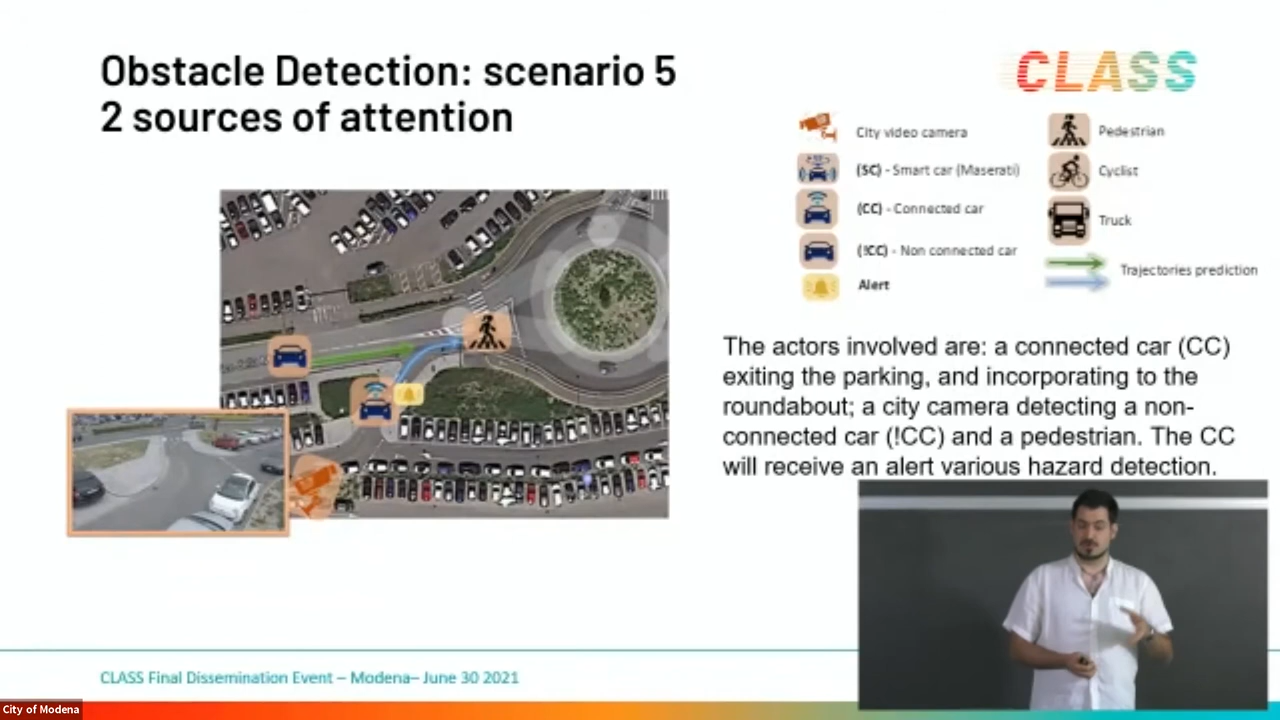 Obstacle Detection: scenario 5
2 sources of attention
CLASS
City video camera
(SC) - Smart car (Maserati)
(CC) - Connected car
(!CC) - Non connected car
Alert
Pedestrian
Cyclist
Truck
Trajectories prediction
The actors involved are: a connected car (CC)
exiting the parking, and incorporating to the
roundabout; a city camera detecting a non-
connected car (!CC) and a pedestrian. The CC
will receive an alert various hazard detection.
CLASS Final Dissemination Event – Modena– June 30 2021
City of Modena